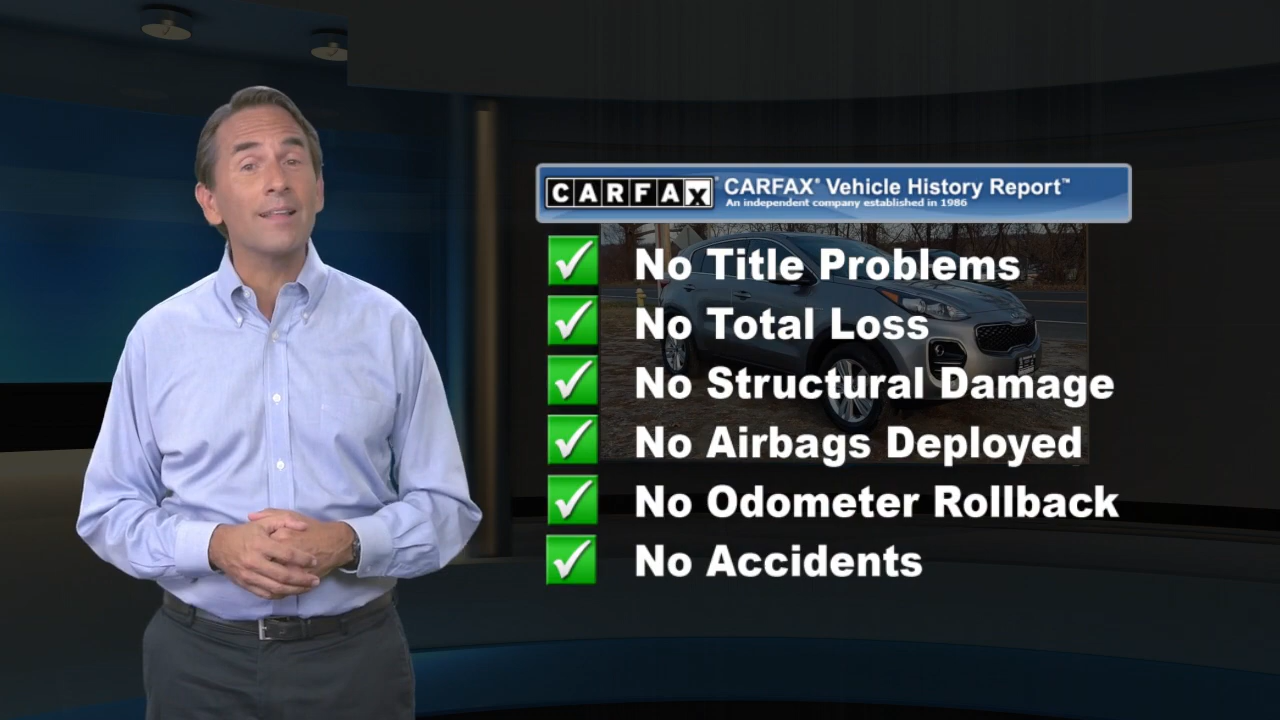 CARFAX® CARFAX® Vehicle History Report™
An independent company established in 1986
No Title Problems
No Total Loss
No Structural Damage
No Airbags Deployed
No Odometer Rollback
No Accidents